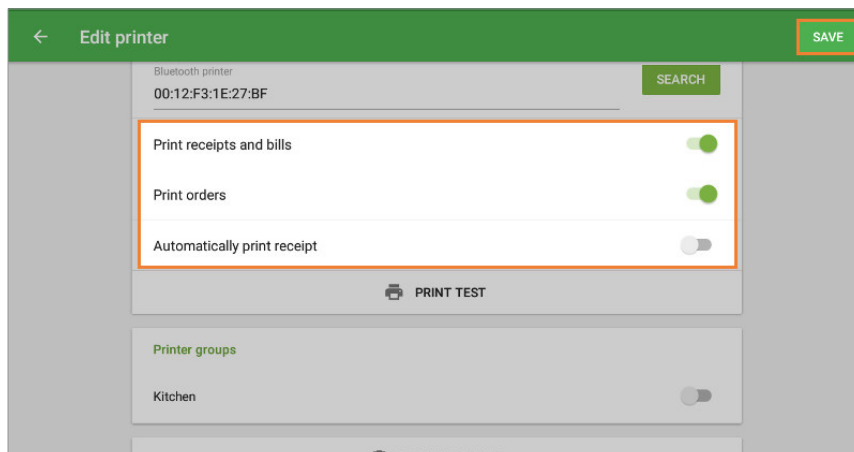 Edit printer
SAVE
Bluetooth printer
00:12:F3:1E:27:BF
SEARCH
Print receipts and bills
Print orders
Automatically print receipt
PRINT TEST
Printer groups
Kitchen